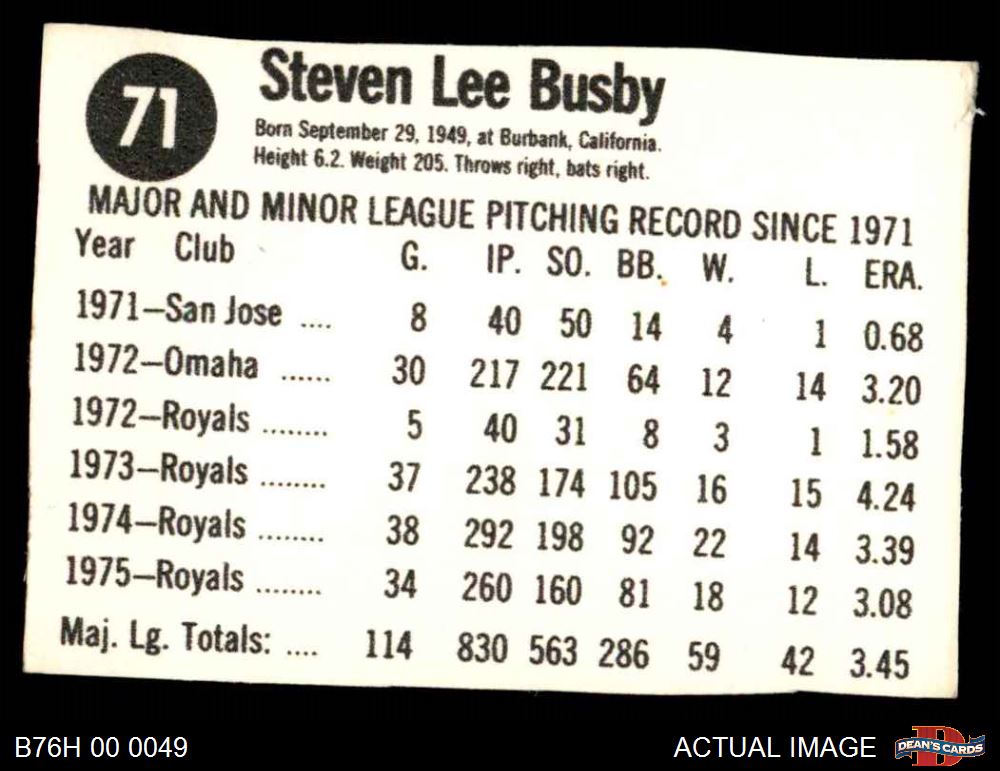 71
Steven Lee Busby
Born September 29, 1949, at Burbank, California.
Height 6.2. Weight 205. Throws right, bats right.
MAJOR AND MINOR LEAGUE PITCHING RECORD SINCE 1971
Year Club G. IP. SO. BB. W. L. ERA.
1971—San Jose .... 8 40 50 14 4 1 0.68
1972—Omaha ...... 30 217 221 64 12 14 3.20
1972—Royals ........ 5 40 31 8 3 1 1.58
1973—Royals ........ 37 238 174 105 16 15 4.24
1974—Royals ........ 38 292 198 92 22 14 3.39
1975—Royals ........ 34 260 160 81 18 12 3.08
Maj. Lg. Totals: .... 114 830 563 286 59 42 3.45
B76H 00 0049
ACTUAL IMAGE
D
DEAN'S CARDS